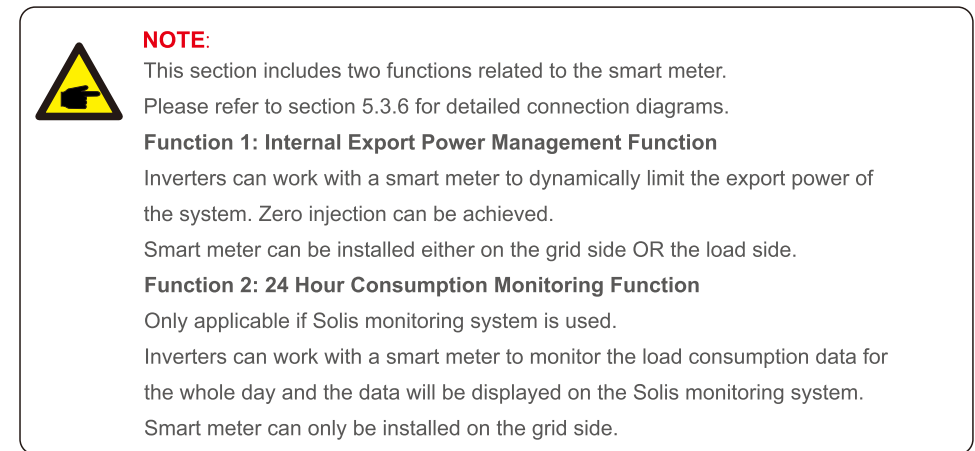 NOTE:
This section includes two functions related to the smart meter.
Please refer to section 5.3.6 for detailed connection diagrams.
Function 1: Internal Export Power Management Function
Inverters can work with a smart meter to dynamically limit the export power of
the system. Zero injection can be achieved.
Smart meter can be installed either on the grid side OR the load side.
Function 2: 24 Hour Consumption Monitoring Function
Only applicable if Solis monitoring system is used.
Inverters can work with a smart meter to monitor the load consumption data for
the whole day and the data will be displayed on the Solis monitoring system.
Smart meter can only be installed on the grid side.